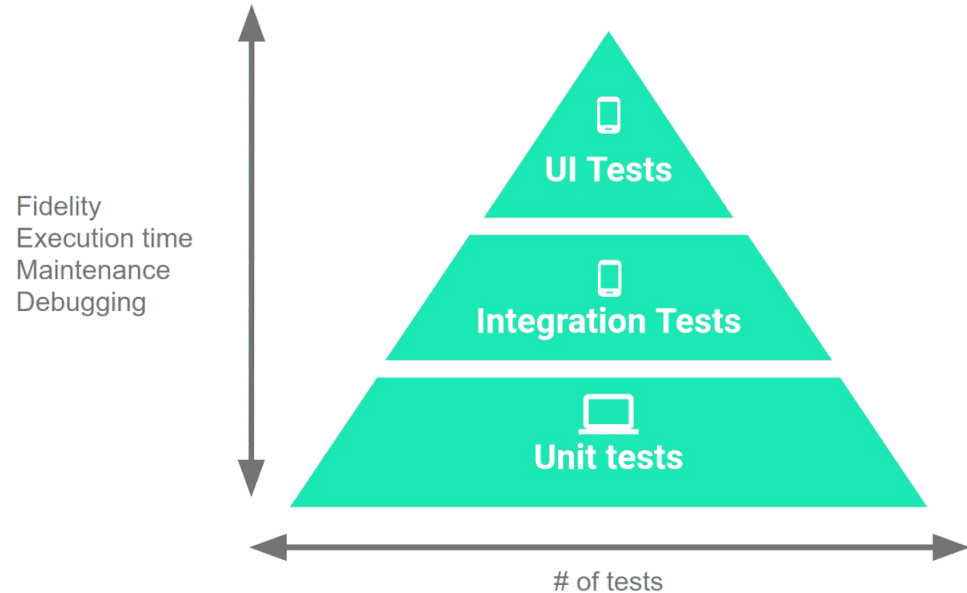 UI Tests
Fidelity
Execution time
Maintenance
Debugging
Integration Tests
Unit tests
# of tests